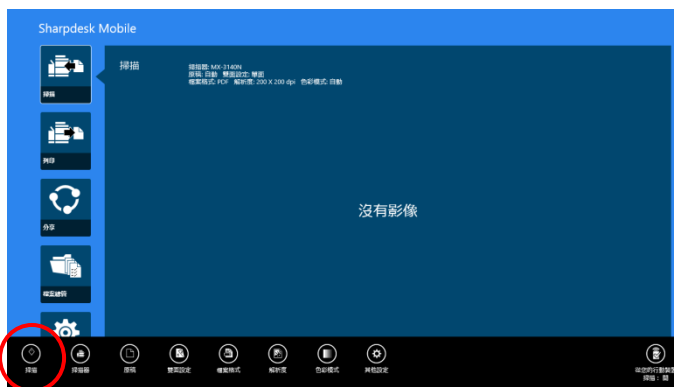 Sharpdesk Mobile
掃描
掃描
掃描器: MX-3140N
原稿: 自動 雙面設定: 單面
檔案格式: PDF 解析度: 200 X 200 dpi 色彩模式: 自動
列印
沒有影像
分享
檔案總管
掃描
掃描器
原稿
雙面設定
檔案格式
解析度
色彩模式
其他設定
從您的行動裝置
掃描：關